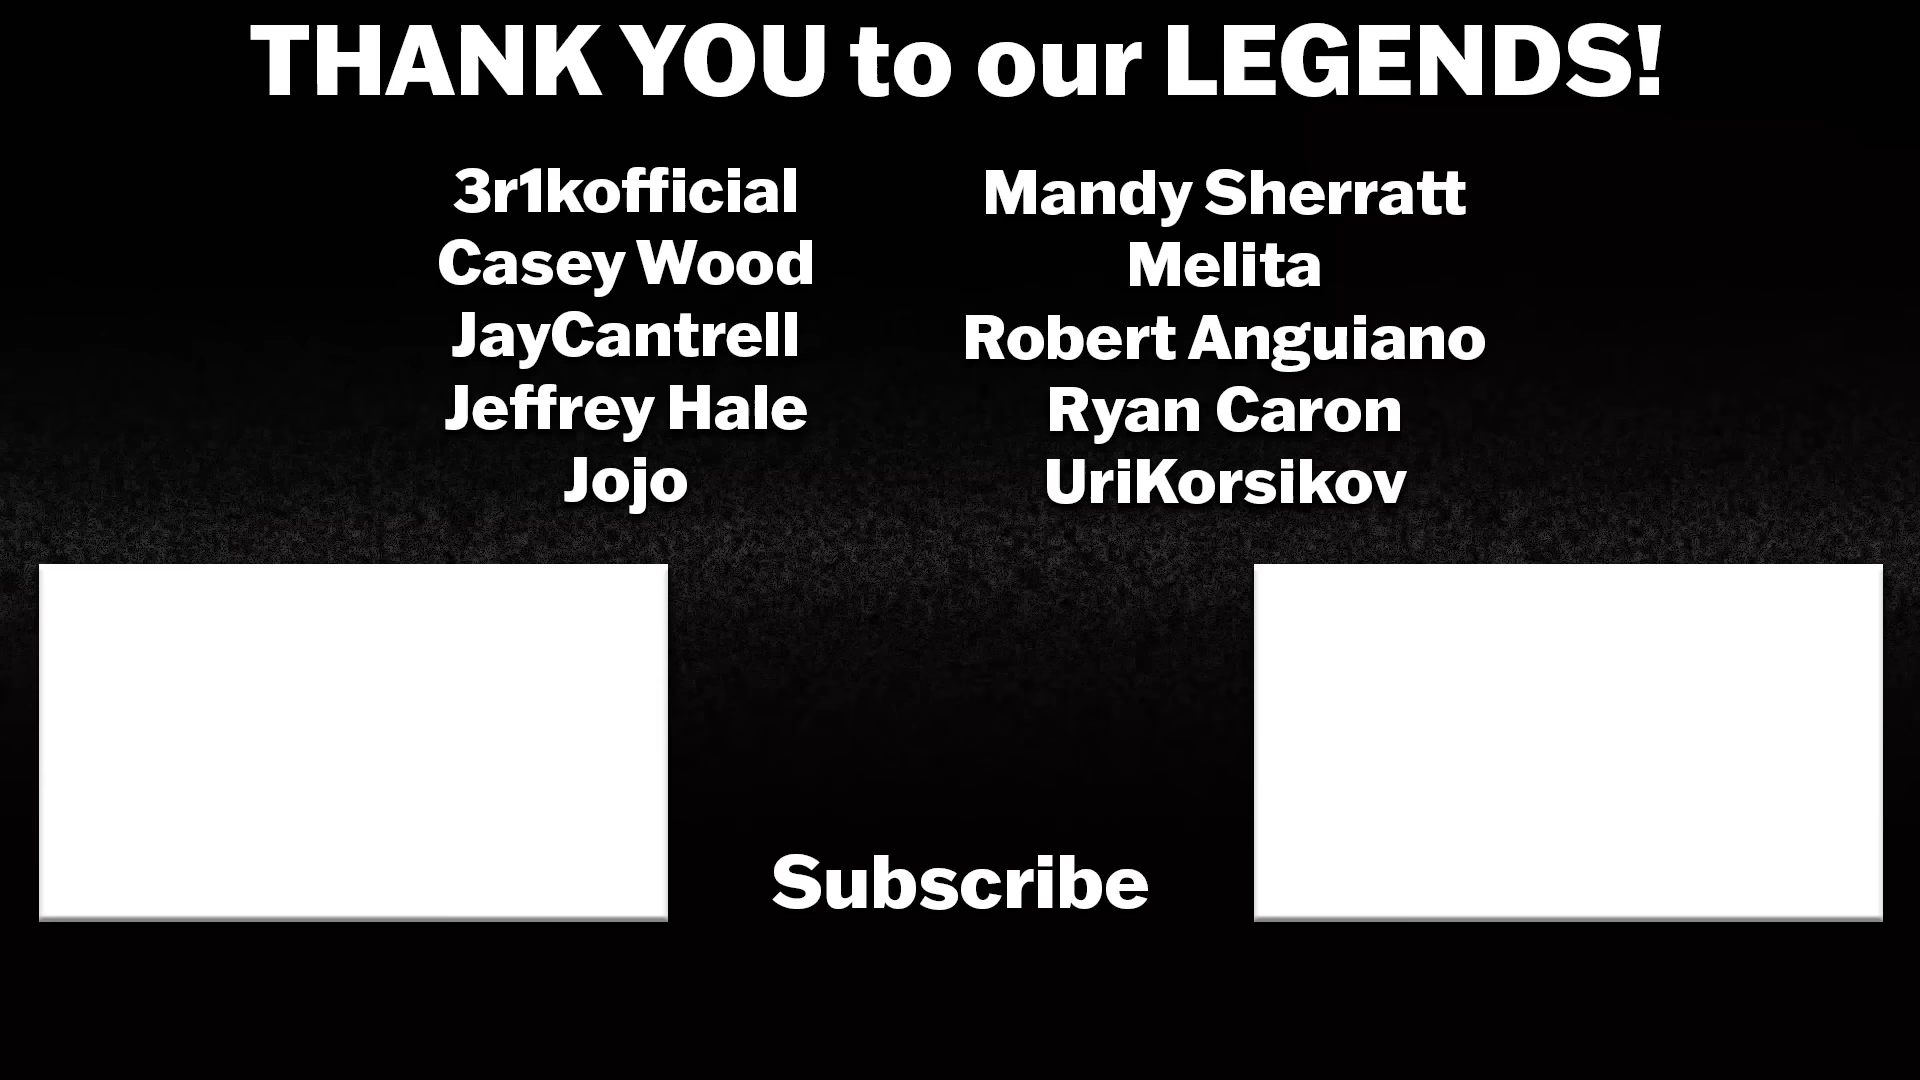 THANK YOU to our LEGENDS!
3r1kofficial
Casey Wood
JayCantrell
Jeffrey Hale
Jojo
Mandy Sherratt
Melita
Robert Anguiano
Ryan Caron
UriKorsikov
Subscribe